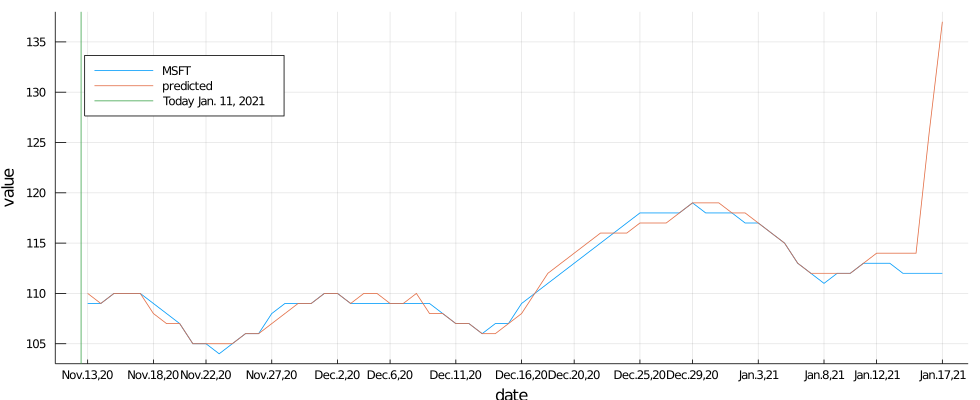 135
130
125
120
115
110
105
value
MSFT
predicted
Today Jan. 11, 2021
Nov.13,20 Nov.18,20 Nov.22,20 Nov.27,20 Dec.2,20 Dec.6,20 Dec.11,20 Dec.16,20 Dec.20,20 Dec.25,20 Dec.29,20 Jan.3,21 Jan.8,21 Jan.12,21 Jan.17,21
date